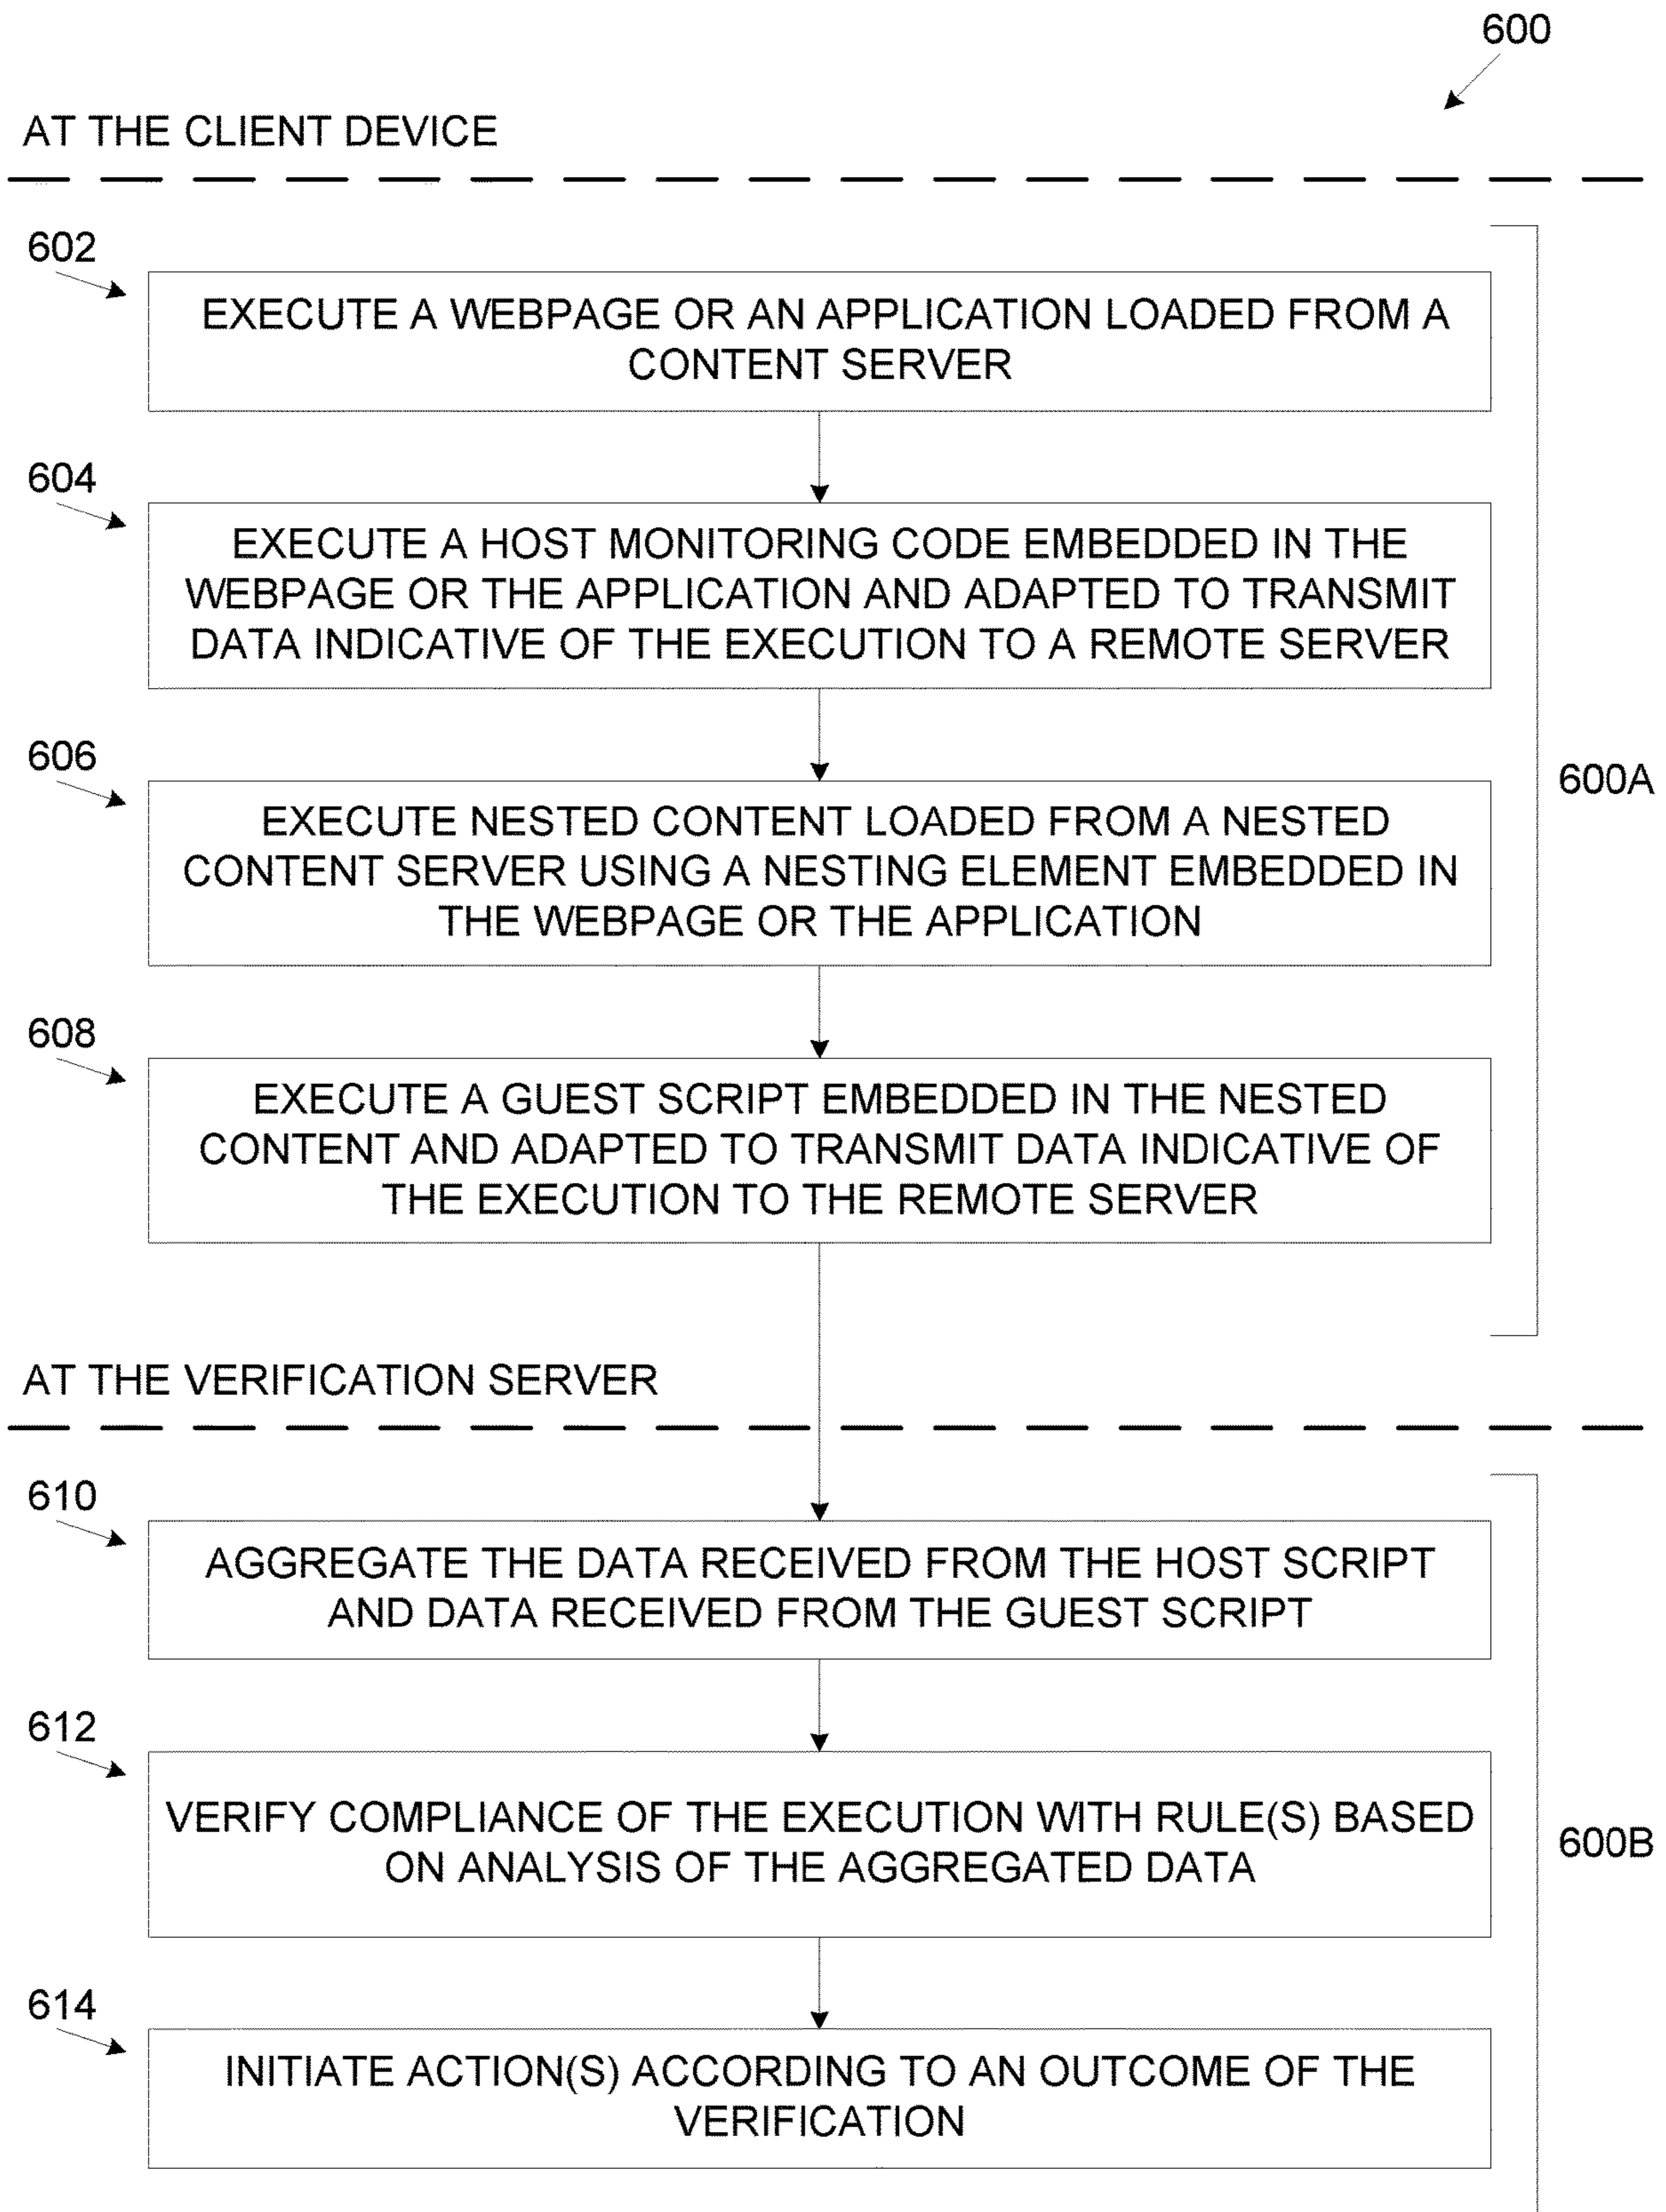 600
AT THE CLIENT DEVICE
602
EXECUTE A WEBPAGE OR AN APPLICATION LOADED FROM A
CONTENT SERVER
604
EXECUTE A HOST MONITORING CODE EMBEDDED IN THE
WEBPAGE OR THE APPLICATION AND ADAPTED TO TRANSMIT
DATA INDICATIVE OF THE EXECUTION TO A REMOTE SERVER
606
600A
EXECUTE NESTED CONTENT LOADED FROM A NESTED
CONTENT SERVER USING A NESTING ELEMENT EMBEDDED IN
THE WEBPAGE OR THE APPLICATION
608
EXECUTE A GUEST SCRIPT EMBEDDED IN THE NESTED
CONTENT AND ADAPTED TO TRANSMIT DATA INDICATIVE OF
THE EXECUTION TO THE REMOTE SERVER
AT THE VERIFICATION SERVER
610
AGGREGATE THE DATA RECEIVED FROM THE HOST SCRIPT
AND DATA RECEIVED FROM THE GUEST SCRIPT
612
VERIFY COMPLIANCE OF THE EXECUTION WITH RULE(S) BASED
ON ANALYSIS OF THE AGGREGATED DATA
600B
614
INITIATE ACTION(S) ACCORDING TO AN OUTCOME OF THE
VERIFICATION